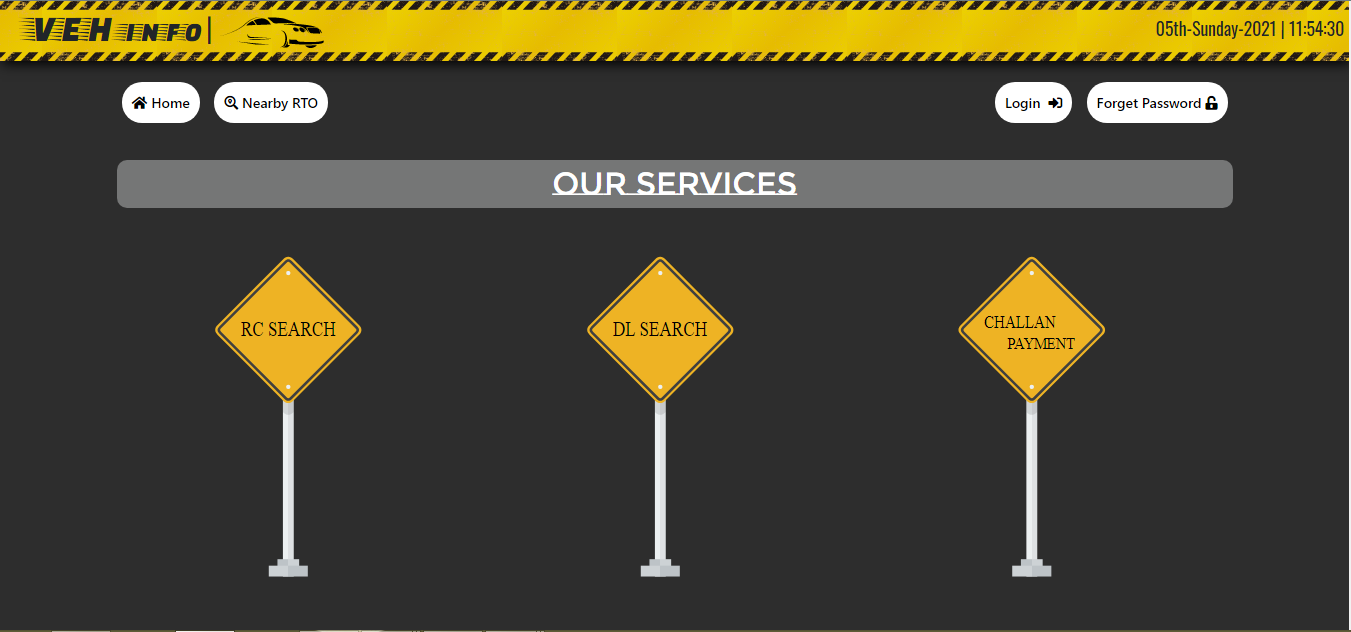 VEH INFO|
05th-Sunday-2021 | 11:54:30
Home
Nearby RTO
Login
Forget Password
OUR SERVICES
RC SEARCH
DL SEARCH
CHALLAN
PAYMENT